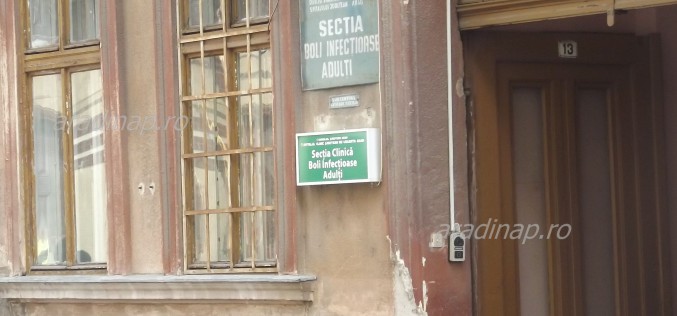 SECTIA
BOLI INFECTIOASE
ADULTI
13
Secția Clinică
Boli Infecțioase
Adulți
aradinap.ro
aradinap.ro